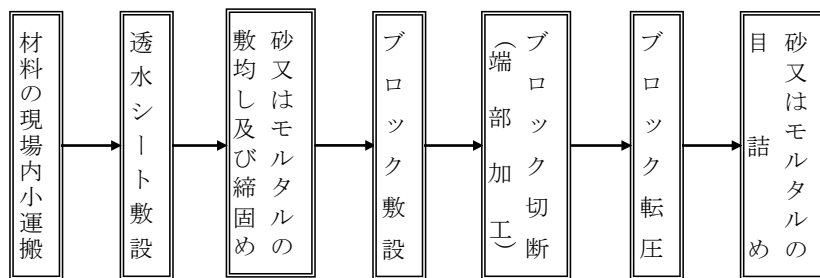 材料の現場内小運搬
透水シート敷設
砂又はモルタルの
敷均し及び締固め
ブロック敷設
ブロック切断
(端部加工)
ブロック転圧
砂又はモルタルの
目詰め